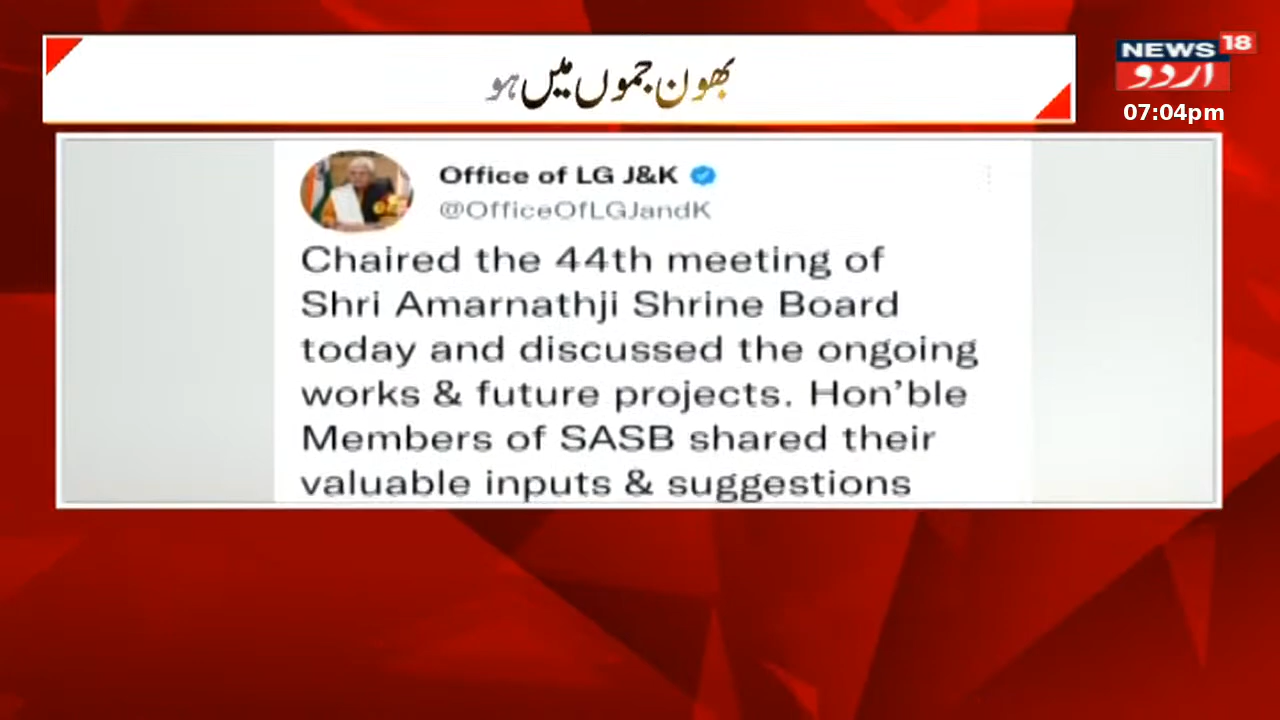 بھون جموں میں ہو
NEWS 18
اردو
07:04pm
Office of LG J&K
@OfficeOfLGJandK
Chaired the 44th meeting of
Shri Amarnathji Shrine Board
today and discussed the ongoing
works & future projects. Hon’ble
Members of SASB shared their
valuable inputs & suggestions